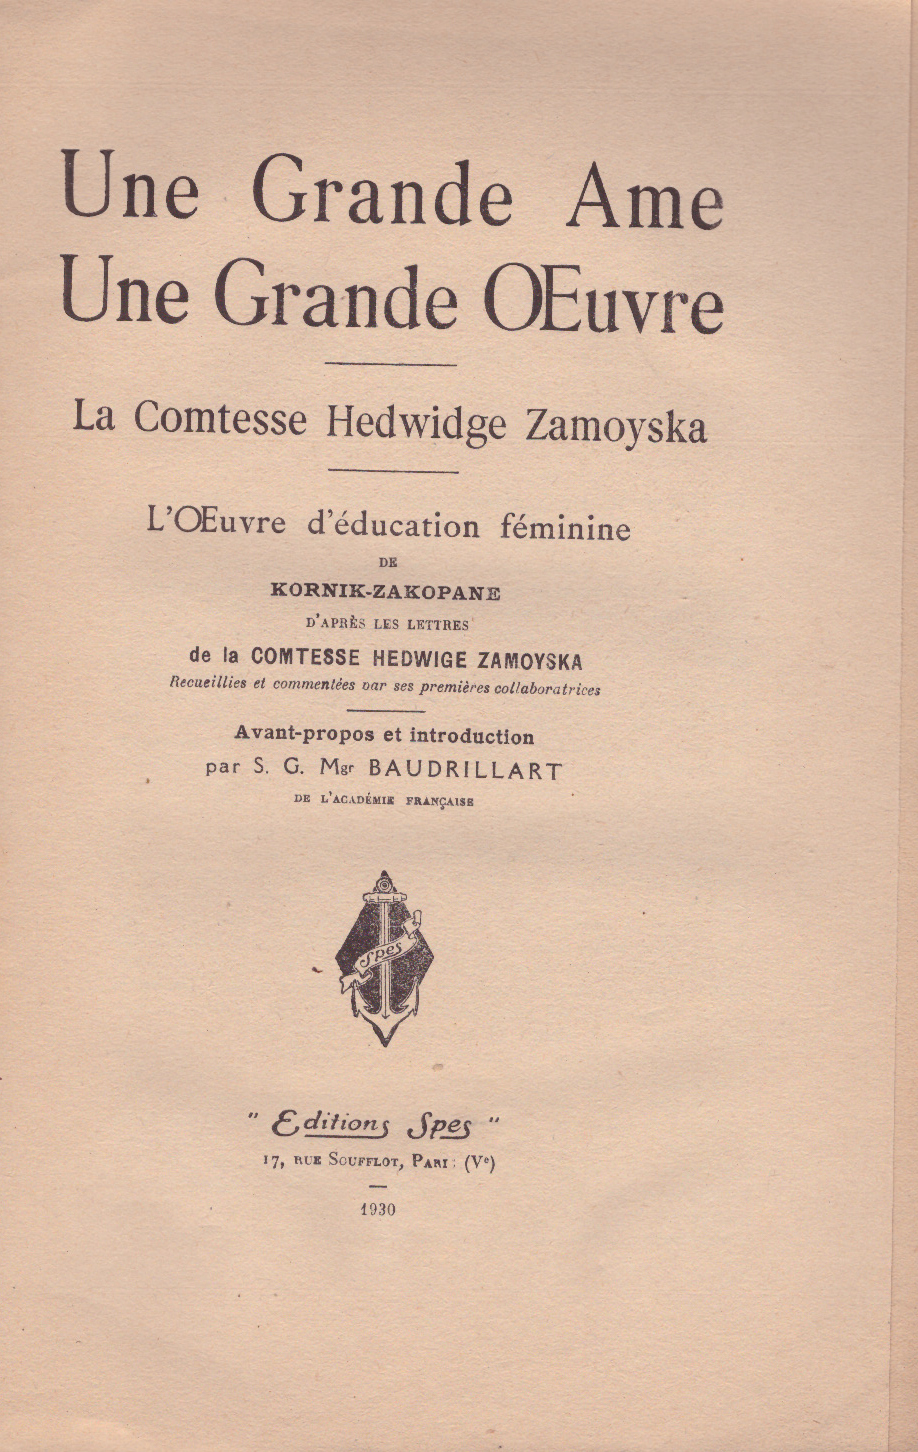 Une Grande Ame
Une Grande Œuvre
La Comtesse Hedwidge Zamoyska
L'Œuvre d'éducation féminine
DE
KORNIK-ZAKOPANE
D'APRÈS LES LETTRES
de la COMTESSE HEDWIGE ZAMOYSKA
Recueillies et commentées par ses premières collaboratrices
Avant-propos et introduction
par S. G. Mgr BAUDRILLART
DE L'ACADÉMIE FRANÇAISE
Spes
" Editions Spes "
17, RUE SOUFFLOT, PARI : (Ve)
1930